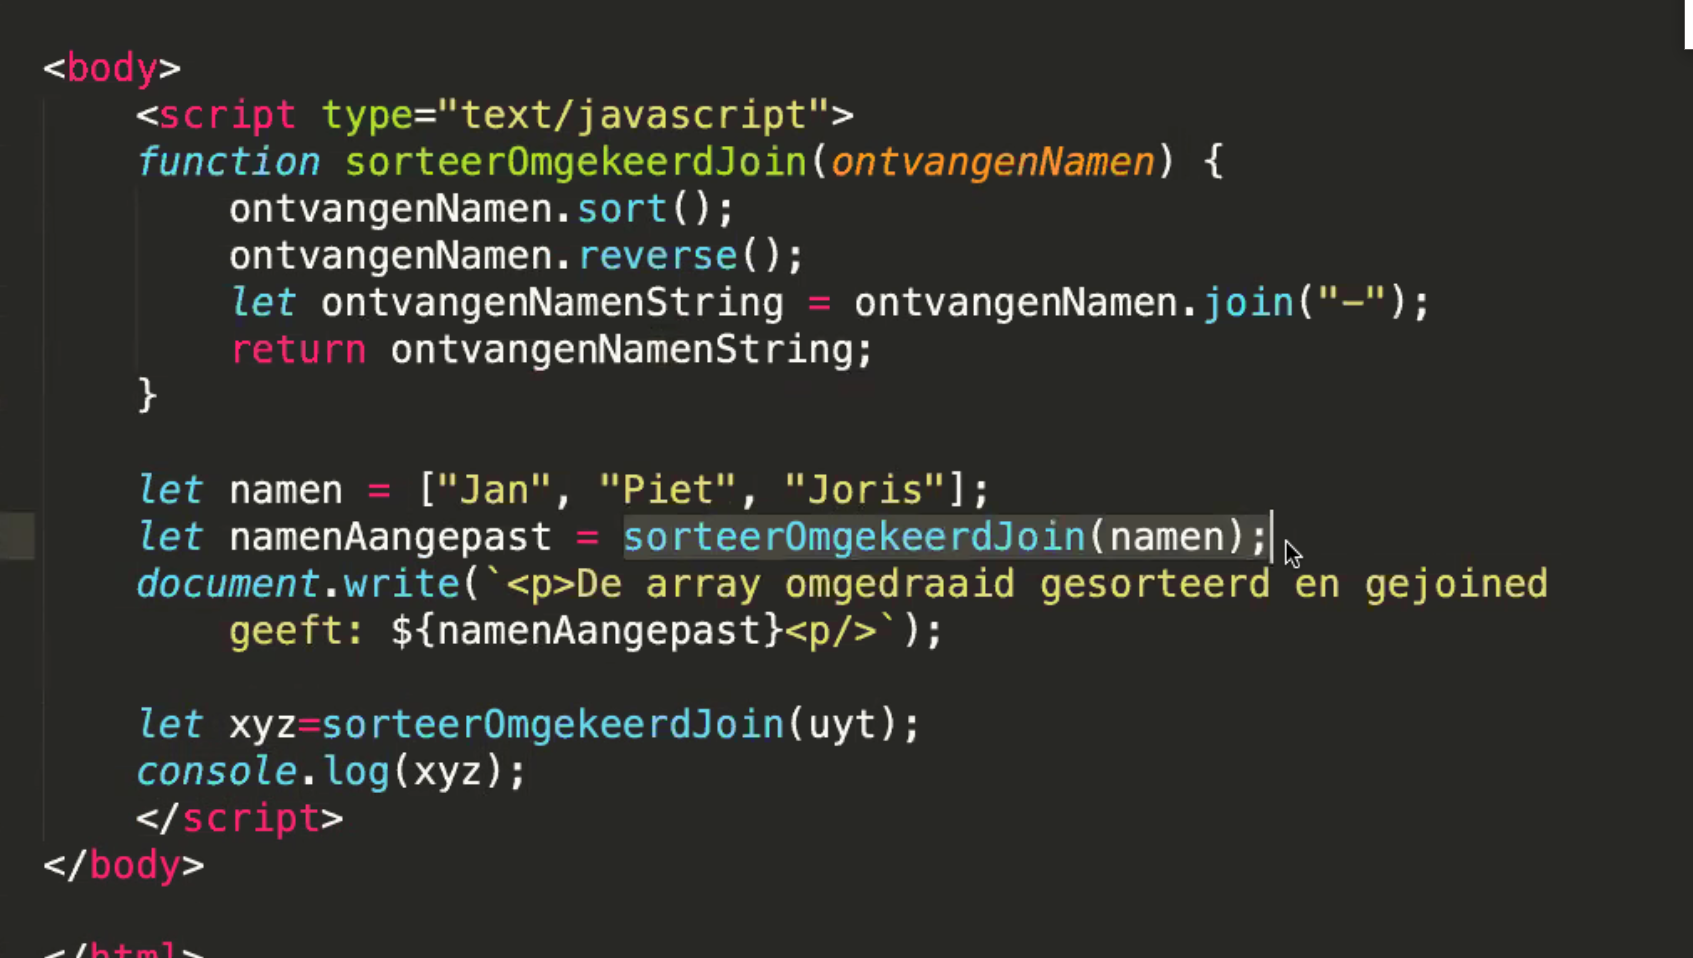 <body>
<script type="text/javascript">
function sorteerOmgekeerdJoin(ontvangenNamen) {
ontvangenNamen.sort();
ontvangenNamen.reverse();
let ontvangenNamenString = ontvangenNamen.join("-");
return ontvangenNamenString;
}
let namen = ["Jan", "Piet", "Joris"];
let namenAangepast = sorteerOmgekeerdJoin(namen);
document.write(`<p>De array omgedraaid gesorteerd en gejoined
geeft: ${namenAangepast}<p/>`);
let xyz=sorteerOmgekeerdJoin(uyt);
console.log(xyz);
</script>
</body>
</html>